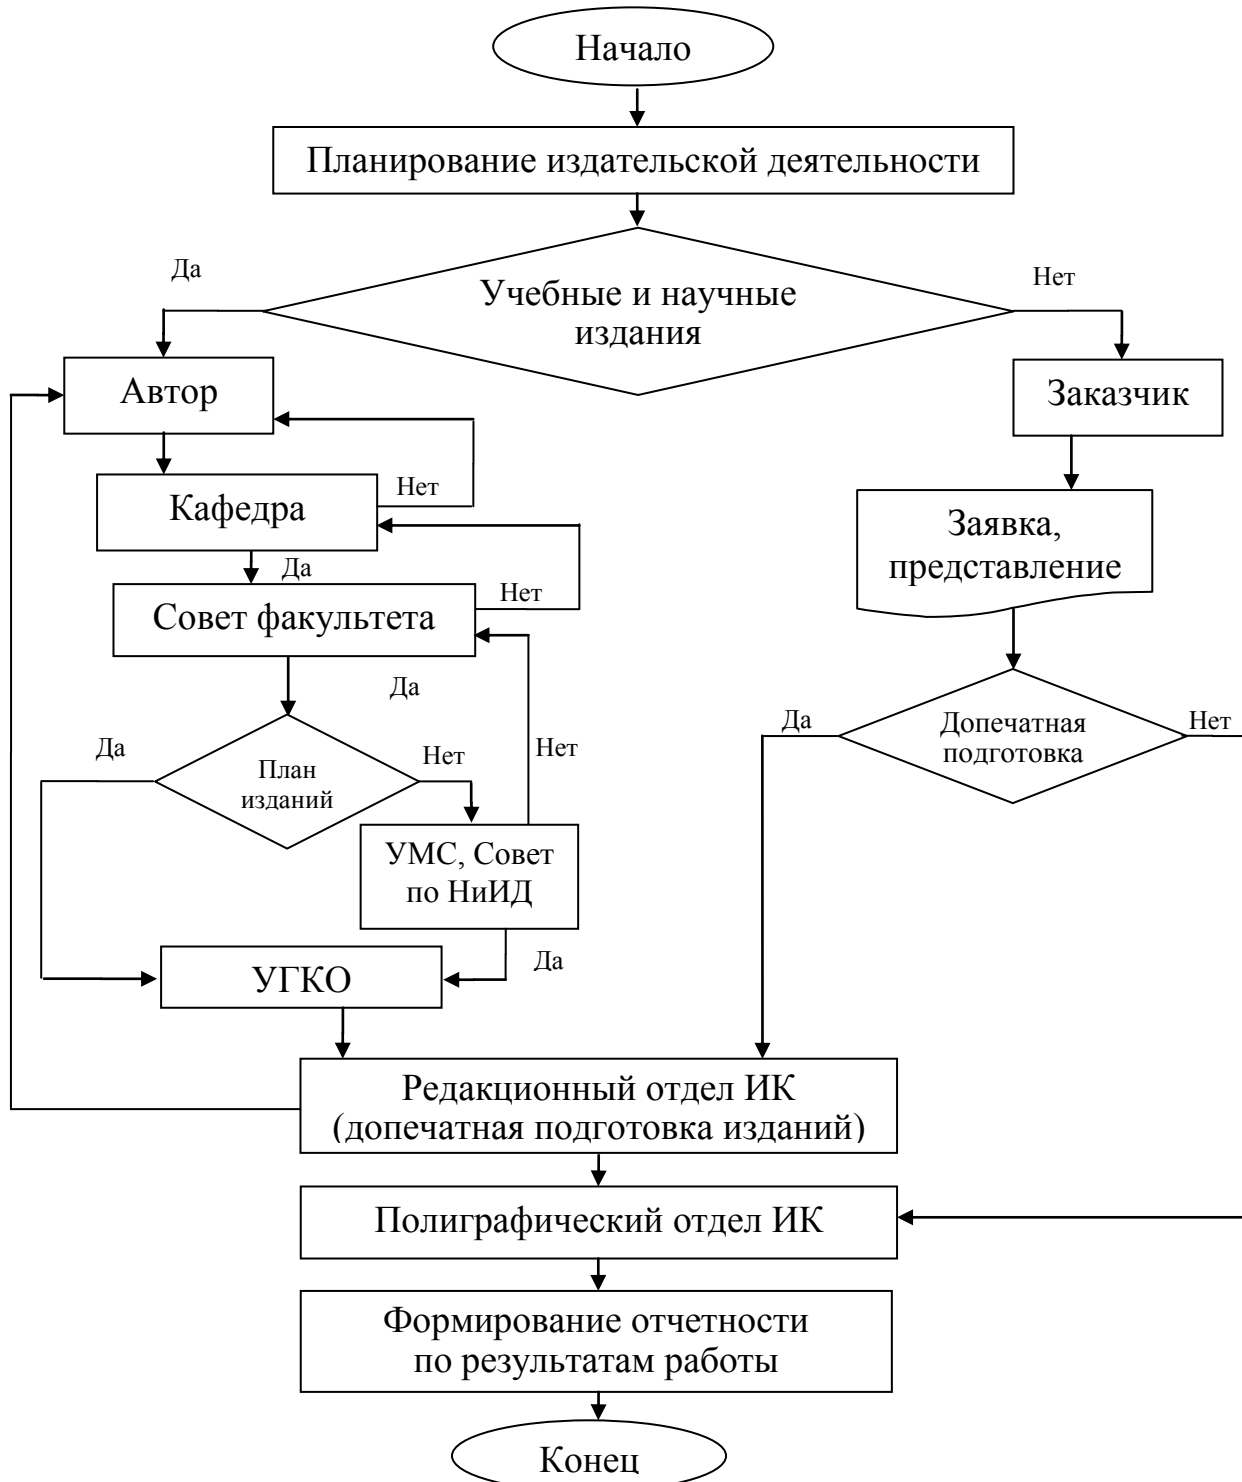 Начало
Планирование издательской деятельности
Да
Нет
Учебные и научные
издания
Автор
Заказчик
Нет
Кафедра
Заявка,
представление
Да
Нет
Совет факультета
Да
Да
Нет
Нет
План
изданий
Да
Нет
Допечатная
подготовка
УМС, Совет
по НиИД
Да
УГКО
Редакционный отдел ИК
(допечатная подготовка изданий)
Полиграфический отдел ИК
Формирование отчетности
по результатам работы
Конец